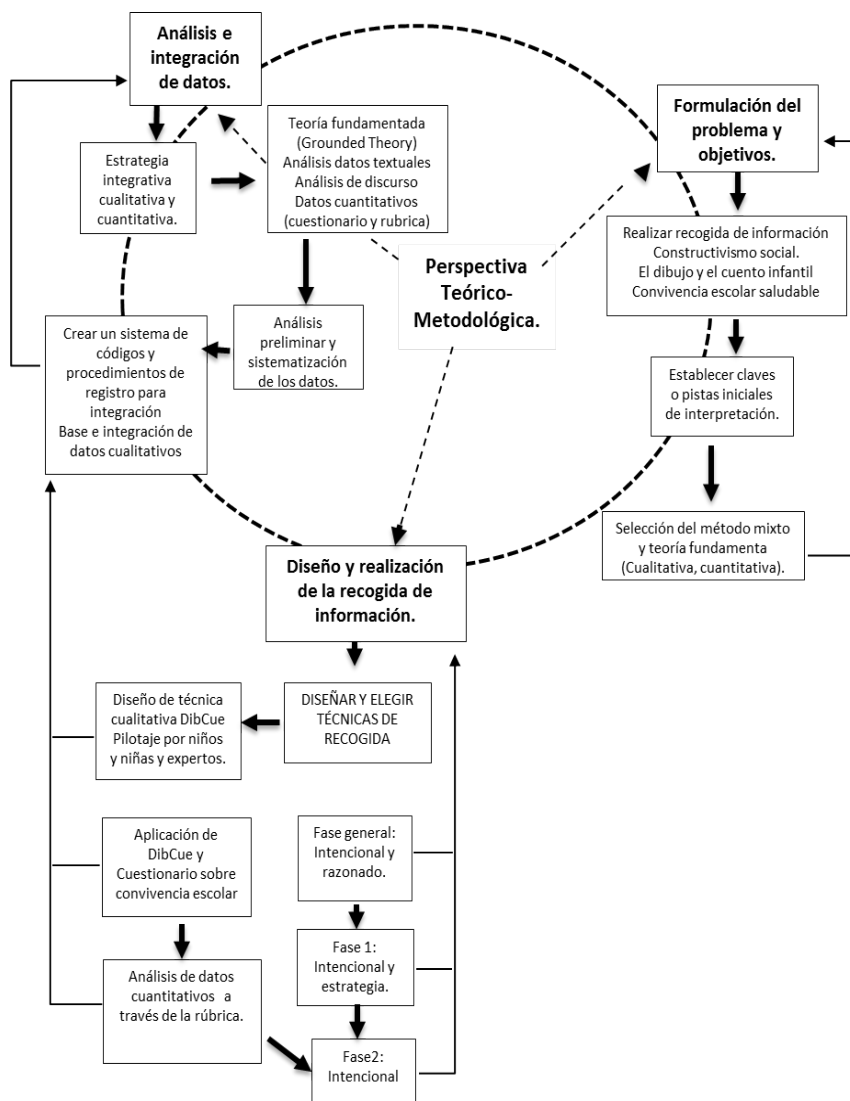 Análisis e
integración
de datos.
Estrategia
integrativa
cualitativa y
cuantitativa.
Teoría fundamentada
(Grounded Theory)
Análisis datos textuales
Análisis de discurso
Datos cuantitativos
(cuestionario y rubrica)
Análisis
preliminar y
sistematización
de los datos.
Crear un sistema de
códigos y
procedimientos de
registro para
integración
Base e integración de
datos cualitativos
Perspectiva
Teórico-
Metodológica.
Formulación del
problema y
objetivos.
Realizar recogida de información
Constructivismo social.
El dibujo y el cuento infantil
Convivencia escolar saludable
Establecer claves
o pistas iniciales
de interpretación.
Selección del método mixto
y teoría fundamenta
(Cualitativa, cuantitativa).
Diseño y realización
de la recogida de
información.
DISEÑAR Y ELEGIR
TÉCNICAS DE
RECOGIDA
Diseño de técnica
cualitativa DibCue
Pilotaje por niños
y niñas y expertos.
Aplicación de
DibCue y
Cuestionario sobre
convivencia escolar
Análisis de datos
cuantitativos a
través de la rúbrica.
Fase general:
Intencional y
razonado.
Fase 1:
Intencional y
estrategia.
Fase2:
Intencional